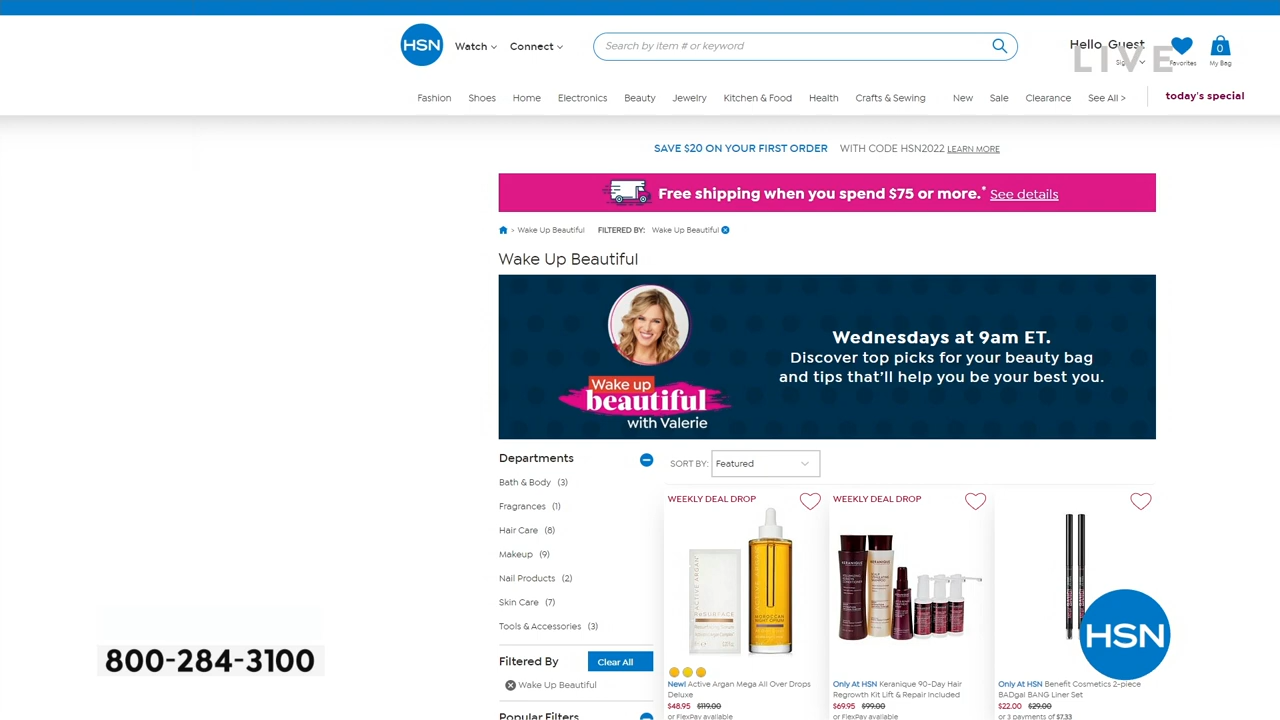 HSN
Watch
Connect
Search by item # or keyword
Hello, Guest
LIVE
Favorites
0
My Bag
Fashion Shoes Home Electronics Beauty Jewelry Kitchen & Food Health Crafts & Sewing New Sale Clearance See All > today's special
SAVE $20 ON YOUR FIRST ORDER WITH CODE HSN2022 LEARN MORE
Free shipping when you spend $75 or more.* See details
> Wake Up Beautiful FILTERED BY: Wake Up Beautiful
Wake Up Beautiful
Wake up
beautiful
with Valerie
Wednesdays at 9am ET.
Discover top picks for your beauty bag
and tips that'll help you be your best you.
Departments
Bath & Body (3)
Fragrances (1)
Hair Care (8)
Makeup (9)
Nail Products (2)
Skin Care (7)
Tools & Accessories (3)
Filtered By Clear All
Wake Up Beautiful
Popular Filters
SORT BY: Featured
WEEKLY DEAL DROP
New! Active Argan Mega All Over Drops
Deluxe
$48.95 $119.00
or FlexPay available
WEEKLY DEAL DROP
Only At HSN Keranique 90-Day Hair
Regrowth Kit Lift & Repair Included
$69.95 $99.00
or FlexPay available
Only At HSN Benefit Cosmetics 2-piece
BADgal BANG Liner Set
$22.00 $29.00
or 3 payments of $7.33
HSN
800-284-3100